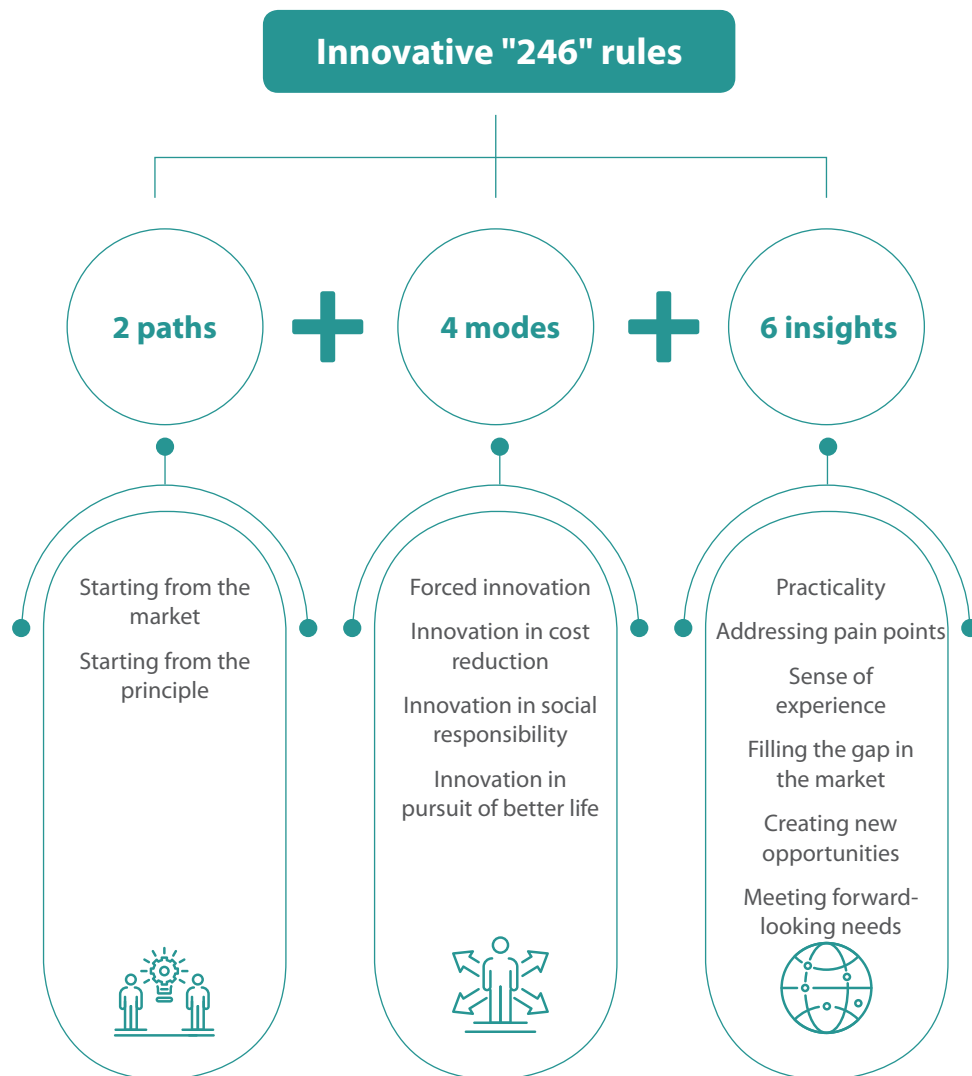 Innovative "246" rules
2 paths
4 modes
6 insights
Starting from the
market
Starting from the
principle
Forced innovation
Innovation in cost
reduction
Innovation in social
responsibility
Innovation in
pursuit of better life
Practicality
Addressing pain points
Sense of
experience
Filling the gap in
the market
Creating new
opportunities
Meeting forward-
looking needs